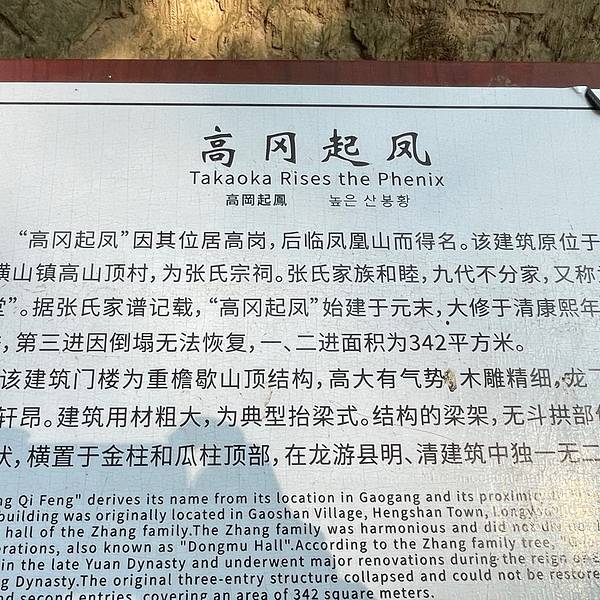 高冈起凤
Takaoka Rises the Phenix
高岡起鳳 높은 산 봉황
“高冈起凤”因其位居高岗，后临凤凰山而得名。该建筑原位于
横山镇高山顶村，为张氏宗祠。张氏家族和睦，九代不分家，又称
堂”。据张氏家谱记载，“高冈起凤”始建于元末，大修于清康熙年
，第三进因倒塌无法恢复，一、二进面积为342平方米。
该建筑门楼为重檐歇山顶结构，高大有气势，木雕精细，龙
轩昂。建筑用材粗大，为典型抬梁式。结构的梁架，无斗拱部
状，横置于金柱和瓜柱顶部，在龙游县明、清建筑中独一无二
ng Qi Feng" derives its name from its location in Gaogang and its proximity
building was originally located in Gaoshan Village, Hengshan Town,
hall of the Zhang family.The Zhang family was harmonious and did not
erations, also known as "Dongmu Hall".According to the Zhang family tree,
in the late Yuan Dynasty and underwent major renovations during the reign
g Dynasty.The original three-entry structure collapsed and could not be restore
nd second entries, covering an area of 342 square meters.